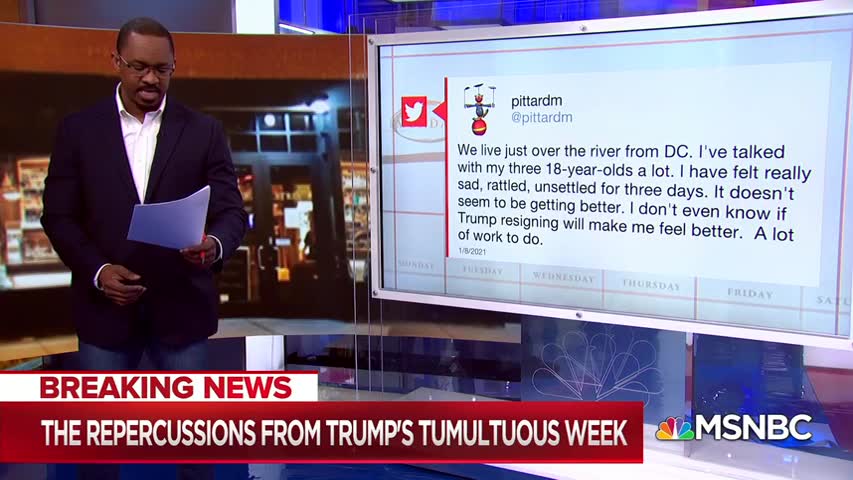 pittardm
@pittardm
We live just over the river from DC. I've talked
with my three 18-year-olds a lot. I have felt really
sad, rattled, unsettled for three days. It doesn't
seem to be getting better. I don't even know if
Trump resigning will make me feel better.  A lot
of work to do.
1/8/2021
MONDAY TUESDAY WEDNESDAY THURSDAY FRIDAY
BREAKING NEWS
THE REPERCUSSIONS FROM TRUMP'S TUMULTUOUS WEEK
MSNBC